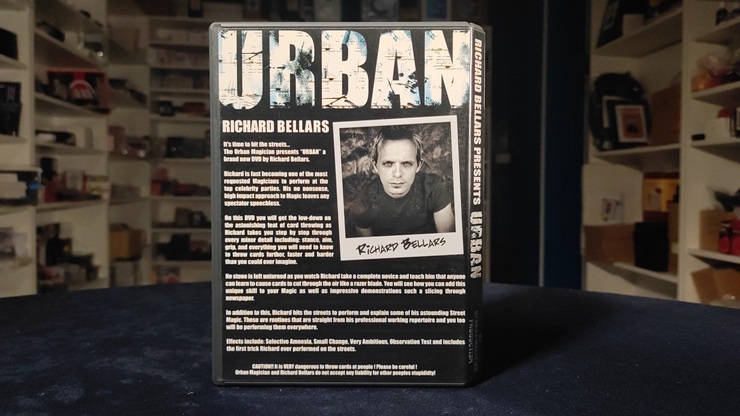 URBAN
RICHARD BELLARS
It's time to hit the streets...
The Urban Magician presents "URBAN" a
brand new DVD by Richard Bellars.
Richard is fast becoming one of the most
requested Magicians to perform at the
top celebrity parties. His no nonsense,
high impact approach to Magic leaves any
spectator speechless.
On this DVD you will get the low-down on
the astonishing feat of card throwing as
Richard takes you step by step through
every minor detail including: stance, aim,
grip, and everything you will need to know
to throw cards further, faster and harder
than you could ever imagine.
RICHARD BELLARS
No stone is left unturned as you watch Richard take a complete novice and teach him that anyone
can learn to cause cards to cut through the air like a razor blade. You will see how you can add this
unique skill to your Magic as well as impressive demonstrations such a slicing through
newspaper.
In addition to this, Richard hits the streets to perform and explain some of his astounding Street
Magic. These are routines that are straight from his professional working repertoire and you too
will be performing them everywhere.
Effects include: Selective Amnesia, Small Change, Very Ambitious, Observation Test and includes
the first trick Richard ever performed on the streets.
CAUTION!! It is VERY dangerous to throw cards at people ! Please be careful !
Urban Magician and Richard Bellars do not accept any liability for other peoples stupididity!
RICHARD BELLARS PRESENTS URBAN